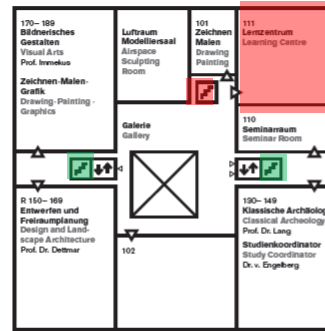 170– 189
Bildnerisches
Gestalten
Visual Arts
Prof. Immekus
Zeichnen-Malen-
Grafik
Drawing · Painting ·
Graphics
Luftraum
Modelliersaal
Airspace
Sculpting
Room
101
Zeichnen
Malen
Drawing
Painting
111
Lernzentrum
Learning Centre
Galerie
Gallery
110
Seminarraum
Seminar Room
R 150– 169
Entwerfen und
Freiraumplanung
Design and Land-
scape Architecture
Prof. Dr. Dettmar
102
130– 149
Klassische Archäolog
Classical Archeology
Prof. Dr. Lang
Studienkoordinator
Study Coordinator
Dr. v. Engelberg